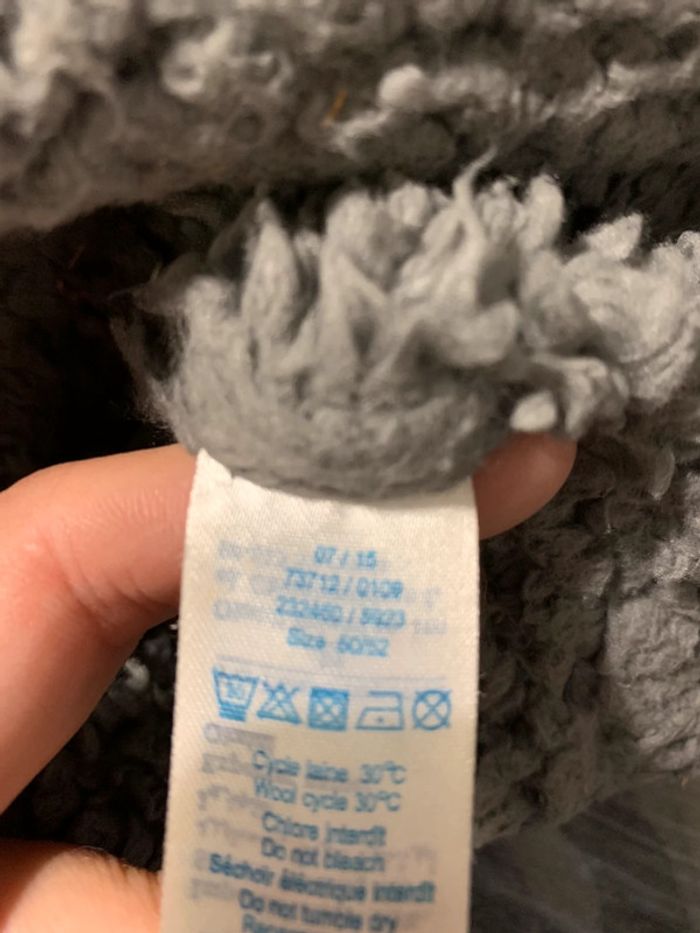 07 / 15
73712 / 0109
232460 / 5923
Size 50/52
30
Cycle laine 30°C
Wool cycle 30°C
Chlore interdit
Do not bleach
Séchoir électrique interdit
Do not tumble dry